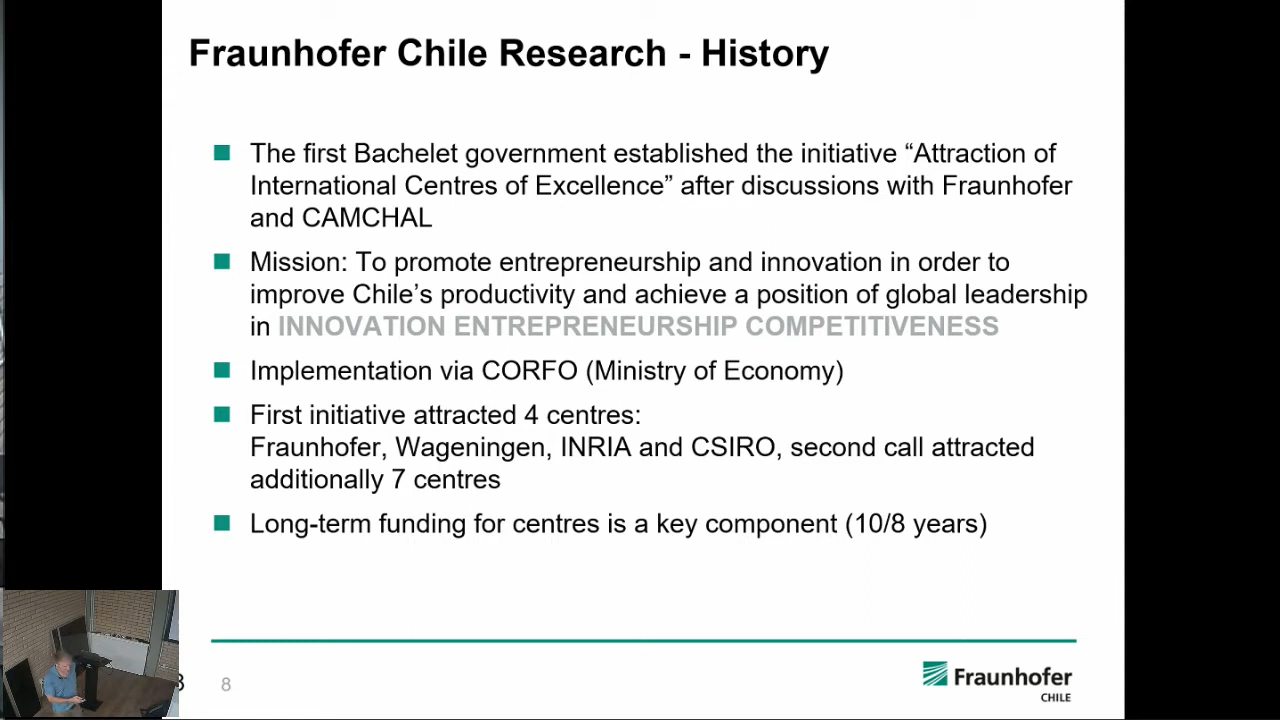 Fraunhofer Chile Research - History
The first Bachelet government established the initiative “Attraction of
International Centres of Excellence” after discussions with Fraunhofer
and CAMCHAL
Mission: To promote entrepreneurship and innovation in order to
improve Chile’s productivity and achieve a position of global leadership
in INNOVATION ENTREPRENEURSHIP COMPETITIVENESS
Implementation via CORFO (Ministry of Economy)
First initiative attracted 4 centres:
Fraunhofer, Wageningen, INRIA and CSIRO, second call attracted
additionally 7 centres
Long-term funding for centres is a key component (10/8 years)
8
Fraunhofer
CHILE